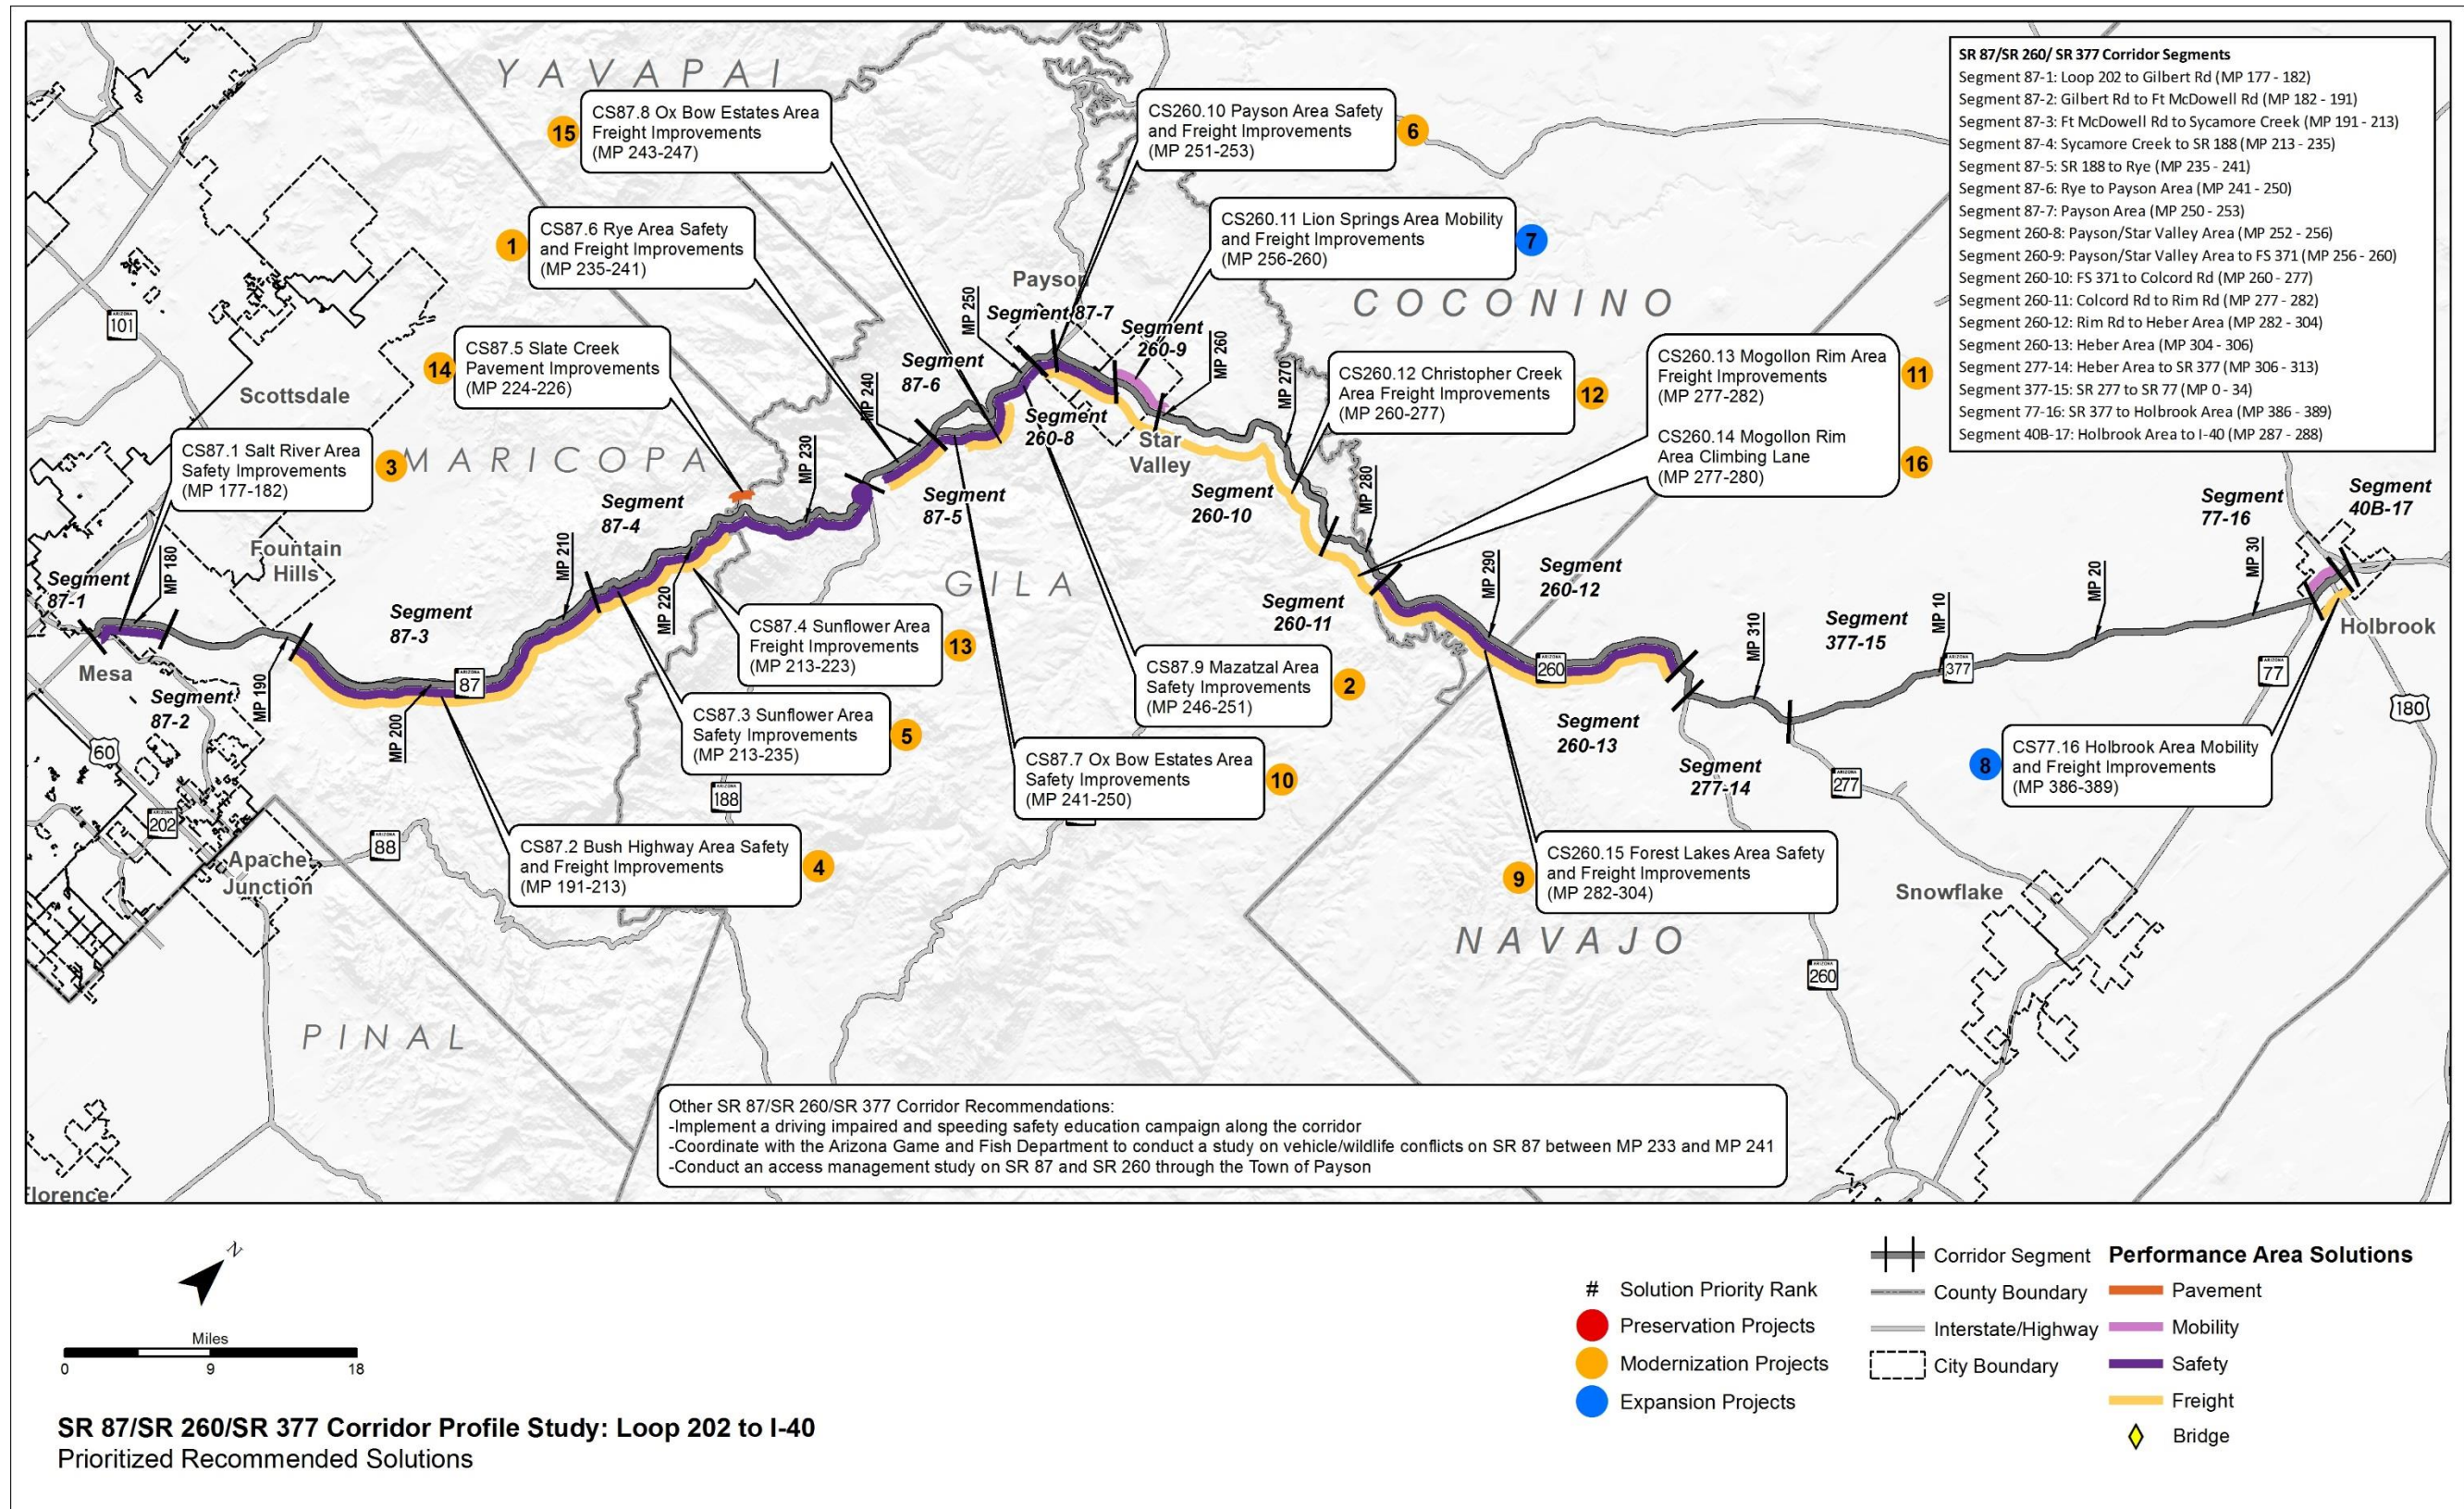 YAVAPAI
COCONINO
MARICOPA
GILA
NAVAJO
PINAL
SR 87/SR 260/ SR 377 Corridor Segments
Segment 87-1: Loop 202 to Gilbert Rd (MP 177 - 182)
Segment 87-2: Gilbert Rd to Ft McDowell Rd (MP 182 - 191)
Segment 87-3: Ft McDowell Rd to Sycamore Creek (MP 191 - 213)
Segment 87-4: Sycamore Creek to SR 188 (MP 213 - 235)
Segment 87-5: SR 188 to Rye (MP 235 - 241)
Segment 87-6: Rye to Payson Area (MP 241 - 250)
Segment 87-7: Payson Area (MP 250 - 253)
Segment 260-8: Payson/Star Valley Area (MP 252 - 256)
Segment 260-9: Payson/Star Valley Area to FS 371 (MP 256 - 260)
Segment 260-10: FS 371 to Colcord Rd (MP 260 - 277)
Segment 260-11: Colcord Rd to Rim Rd (MP 277 - 282)
Segment 260-12: Rim Rd to Heber Area (MP 282 - 304)
Segment 260-13: Heber Area (MP 304 - 306)
Segment 277-14: Heber Area to SR 377 (MP 306 - 313)
Segment 377-15: SR 277 to SR 77 (MP 0 - 34)
Segment 77-16: SR 377 to Holbrook Area (MP 386 - 389)
Segment 40B-17: Holbrook Area to I-40 (MP 287 - 288)
15
CS87.8 Ox Bow Estates Area
Freight Improvements
(MP 243-247)
CS260.10 Payson Area Safety
and Freight Improvements
(MP 251-253)
6
1
CS87.6 Rye Area Safety
and Freight Improvements
(MP 235-241)
CS260.11 Lion Springs Area Mobility
and Freight Improvements
(MP 256-260)
7
14
CS87.5 Slate Creek
Pavement Improvements
(MP 224-226)
CS260.12 Christopher Creek
Area Freight Improvements
(MP 260-277)
12
CS260.13 Mogollon Rim Area
Freight Improvements
(MP 277-282)
11
CS260.14 Mogollon Rim
Area Climbing Lane
(MP 277-280)
16
CS87.1 Salt River Area
Safety Improvements
(MP 177-182)
3
CS87.4 Sunflower Area
Freight Improvements
(MP 213-223)
13
CS87.9 Mazatzal Area
Safety Improvements
(MP 246-251)
2
CS87.3 Sunflower Area
Safety Improvements
(MP 213-235)
5
CS87.7 Ox Bow Estates Area
Safety Improvements
(MP 241-250)
10
8
CS77.16 Holbrook Area Mobility
and Freight Improvements
(MP 386-389)
CS87.2 Bush Highway Area Safety
and Freight Improvements
(MP 191-213)
4
9
CS260.15 Forest Lakes Area Safety
and Freight Improvements
(MP 282-304)
Segment
87-1
Segment
87-2
Segment
87-3
Segment
87-4
Segment
87-5
Segment
87-6
Segment 87-7
Segment
260-8
Segment
260-9
Segment
260-10
Segment
260-11
Segment
260-12
Segment
260-13
Segment
277-14
Segment
377-15
Segment
77-16
Segment
40B-17
MP 180
MP 190
MP 200
MP 210
MP 220
MP 230
MP 240
MP 250
MP 260
MP 270
MP 280
MP 290
MP 310
MP 10
MP 20
MP 30
Scottsdale
Fountain
Hills
Mesa
Apache
Junction
Florence
Payson
Star
Valley
Snowflake
Holbrook
ARIZONA
101
60
ARIZONA
202
ARIZONA
88
ARIZONA
87
ARIZONA
188
ARIZONA
260
ARIZONA
377
ARIZONA
277
ARIZONA
77
180
ARIZONA
260
Other SR 87/SR 260/SR 377 Corridor Recommendations:
-Implement a driving impaired and speeding safety education campaign along the corridor
-Coordinate with the Arizona Game and Fish Department to conduct a study on vehicle/wildlife conflicts on SR 87 between MP 233 and MP 241
-Conduct an access management study on SR 87 and SR 260 through the Town of Payson
N
Miles
0 9 18
SR 87/SR 260/SR 377 Corridor Profile Study: Loop 202 to I-40
Prioritized Recommended Solutions
# Solution Priority Rank
Preservation Projects
Modernization Projects
Expansion Projects
Corridor Segment
County Boundary
Interstate/Highway
City Boundary
Performance Area Solutions
Pavement
Mobility
Safety
Freight
Bridge